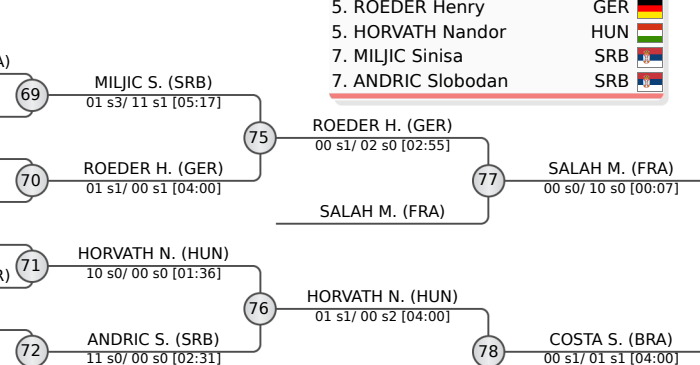 5. ROEDER Henry GER
5. HORVATH Nandor HUN
7. MILJIC Sinisa SRB
7. ANDRIC Slobodan SRB
A)
69
MILJIC S. (SRB)
01 s3/ 11 s1 [05:17]
75
ROEDER H. (GER)
00 s1/ 02 s0 [02:55]
70
ROEDER H. (GER)
01 s1/ 00 s1 [04:00]
77
SALAH M. (FRA)
00 s0/ 10 s0 [00:07]
SALAH M. (FRA)
R)
71
HORVATH N. (HUN)
10 s0/ 00 s0 [01:36]
76
HORVATH N. (HUN)
01 s1/ 00 s2 [04:00]
72
ANDRIC S. (SRB)
11 s0/ 00 s0 [02:31]
78
COSTA S. (BRA)
00 s1/ 01 s1 [04:00]